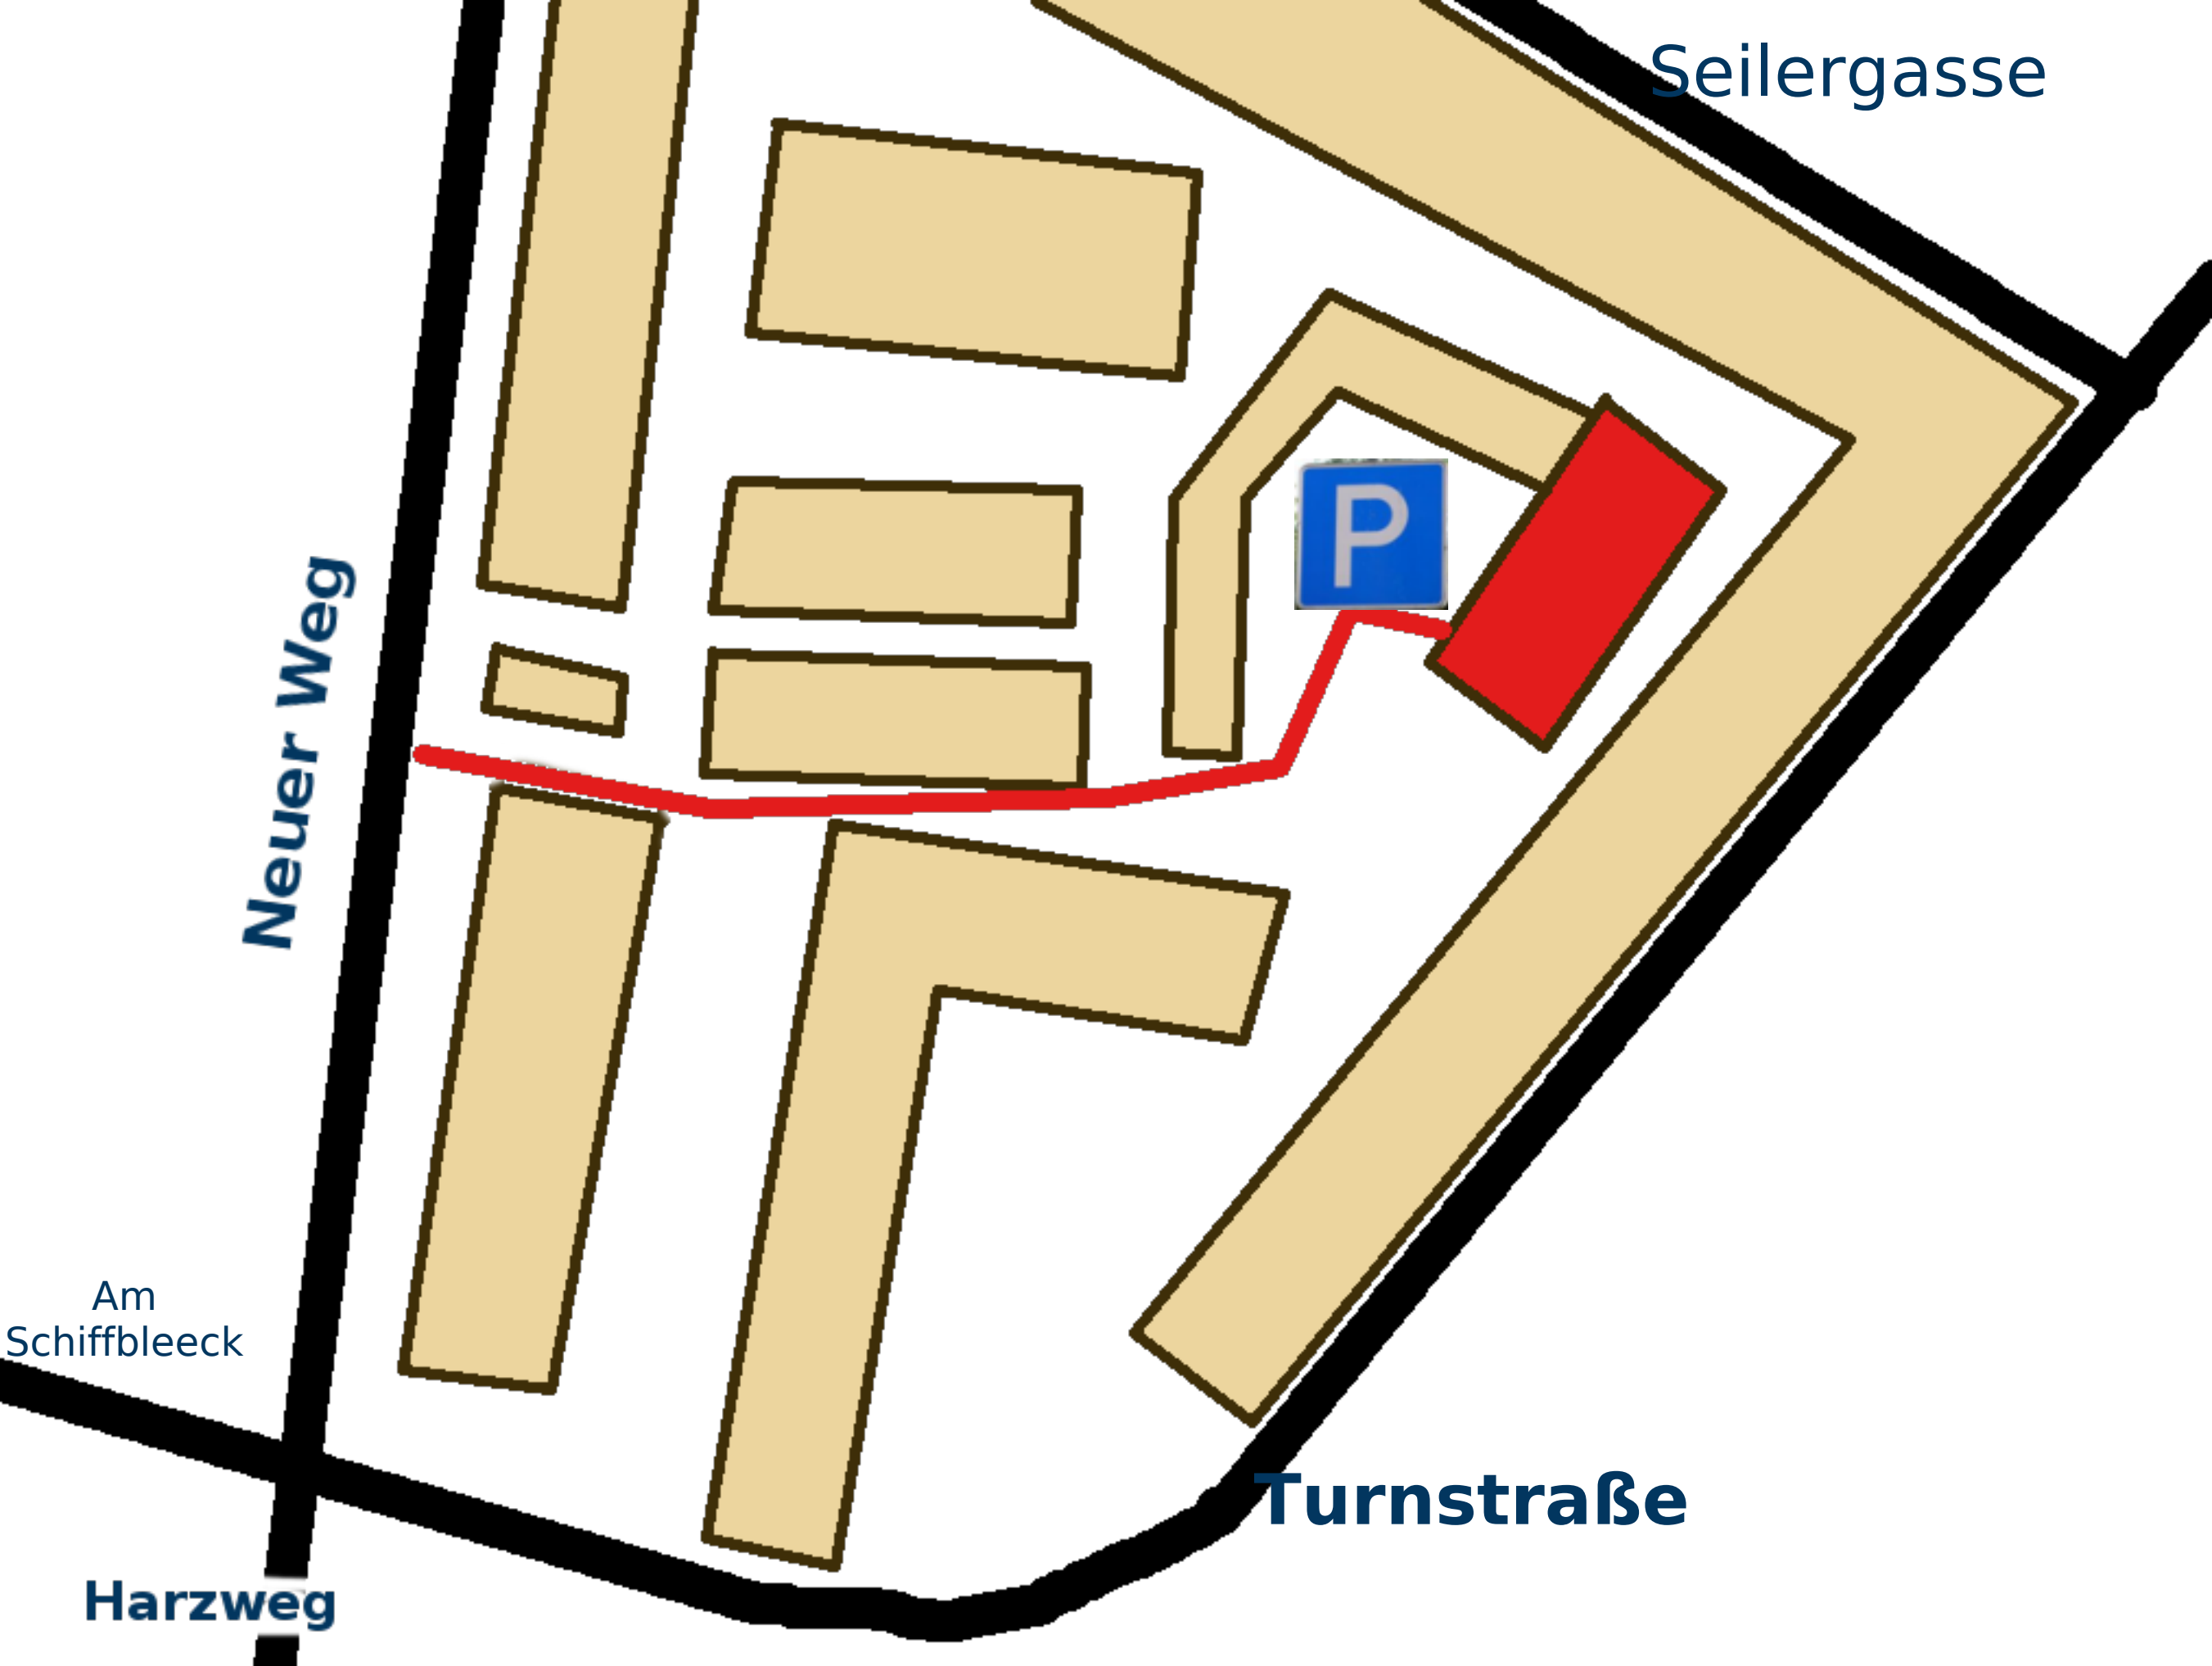 Seilergasse
P
Neuer Weg
Am
Schiffbleeck
Turnstraße
Harzweg